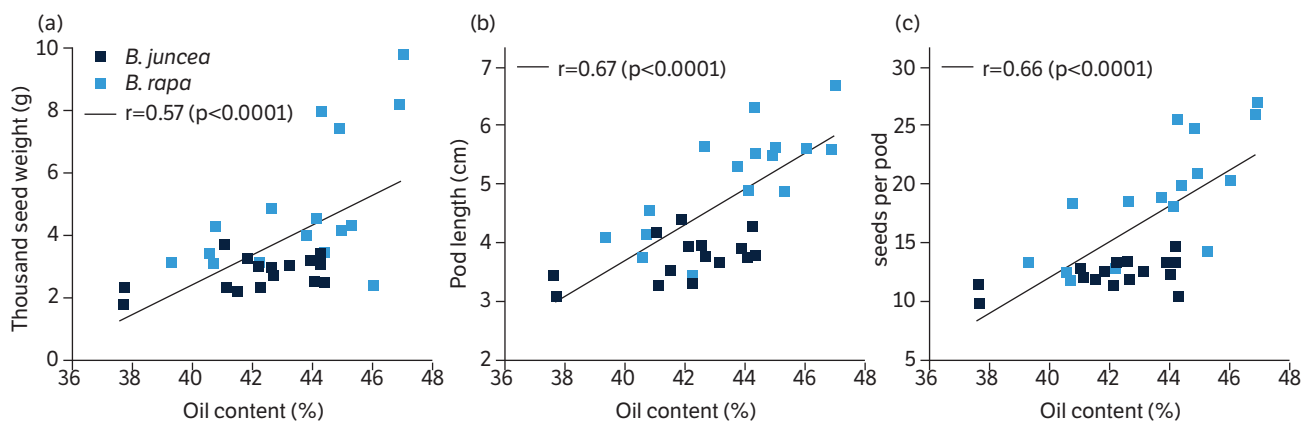 (a)
B. juncea
B. rapa
r=0.57 (p<0.0001)
Thousand seed weight (g)
10
8
6
4
2
0
36 38 40 42 44 46 48
Oil content (%)
(b)
r=0.67 (p<0.0001)
Pod length (cm)
7
6
5
4
3
2
36 38 40 42 44 46 48
Oil content (%)
(c)
r=0.66 (p<0.0001)
seeds per pod
30
25
20
15
10
5
36 38 40 42 44 46 48
Oil content (%)